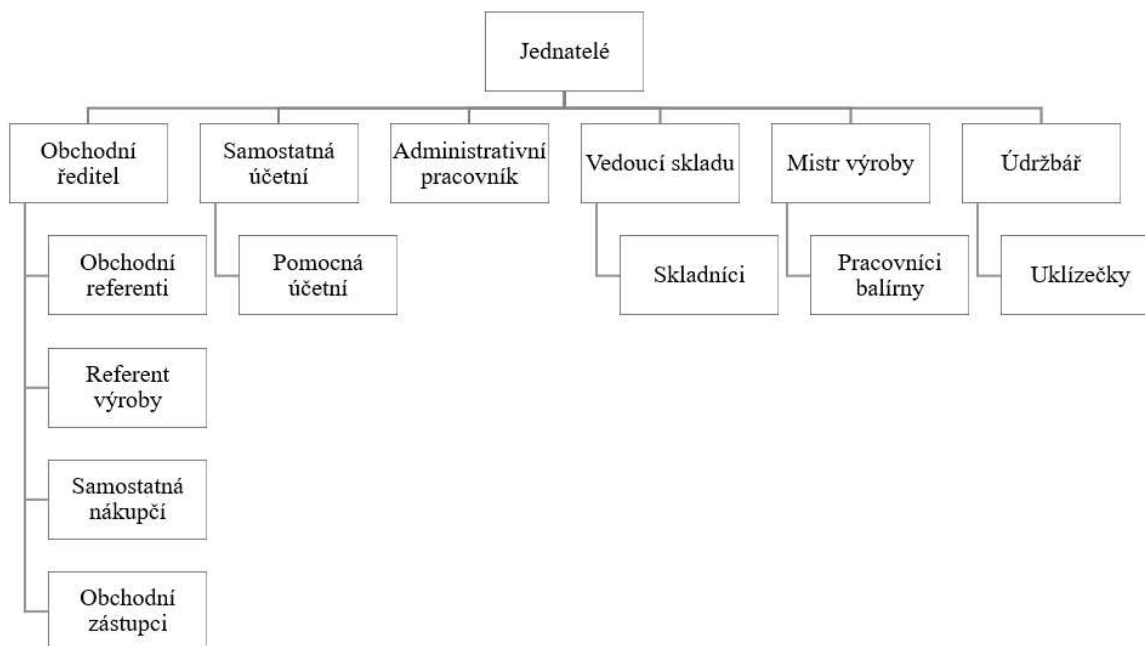 Jednatelé
Obchodní
ředitel
Samostatná
účetní
Administrativní
pracovník
Vedoucí skladu
Mistr výroby
Údržbář
Obchodní
referenti
Pomocná
účetní
Skladníci
Pracovníci
balírny
Uklízečky
Referent
výroby
Samostatná
nákupčí
Obchodní
zástupci